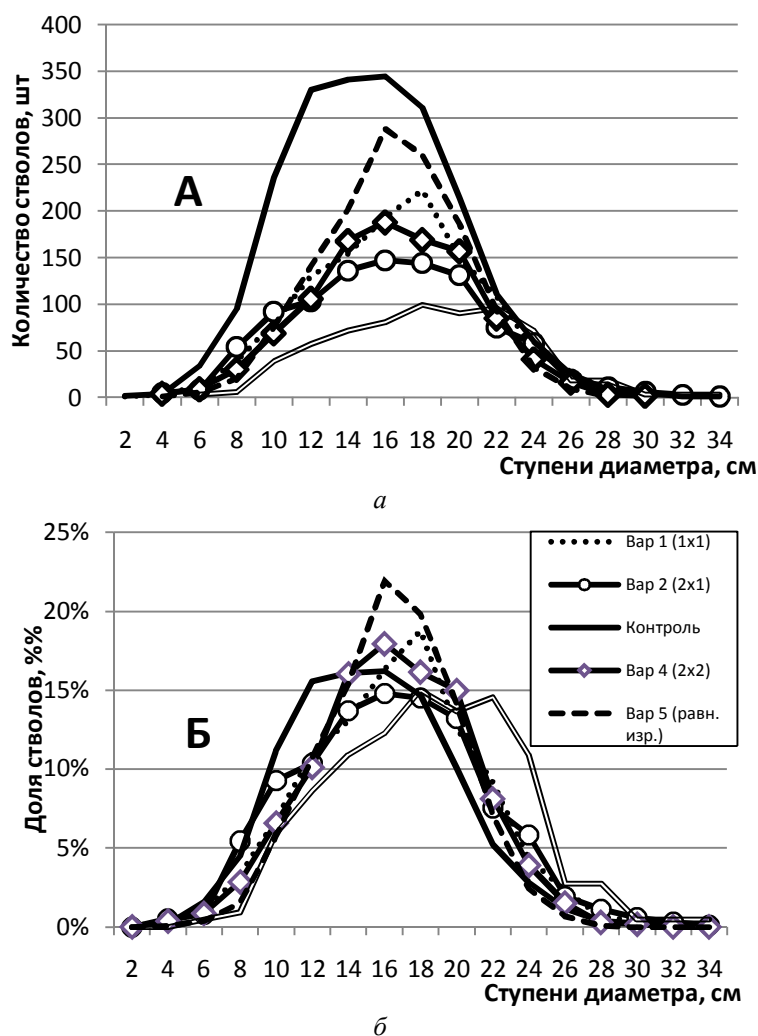 400
350
300
250
200
150
100
50
0
Количество стволов, шт
А
2 4 6 8 10 12 14 16 18 20 22 24 26 28 30 32 34
Ступени диаметра, см
а
25%
20%
15%
10%
5%
0%
Доля стволов, %%
Б
Вар 1 (1х1)
Вар 2 (2х1)
Контроль
Вар 4 (2х2)
Вар 5 (равн.
изр.)
2 4 6 8 10 12 14 16 18 20 22 24 26 28 30 32 34
Ступени диаметра, см
б